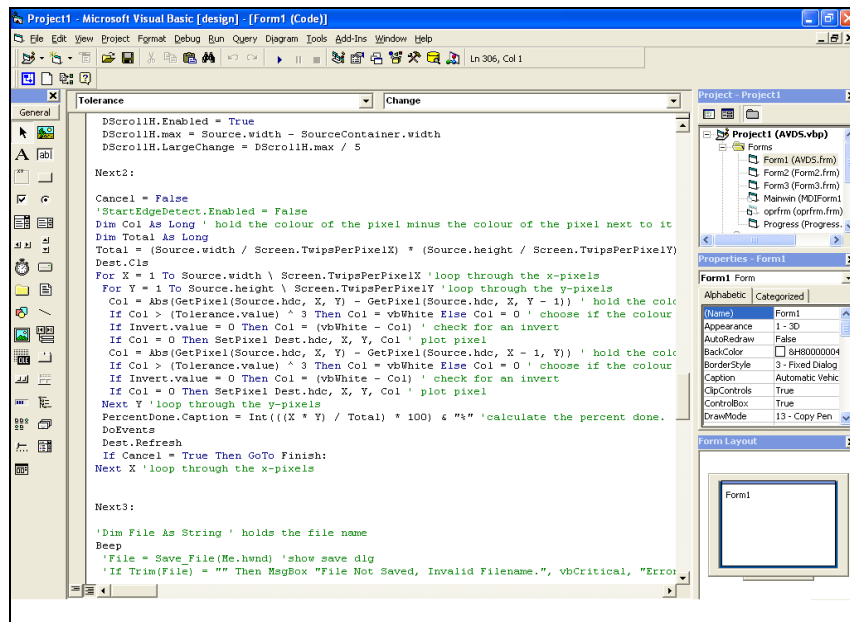 Project1 - Microsoft Visual Basic [design] - [Form1 (Code)]
File Edit View Project Format Debug Run Query Diagram Tools Add-Ins Window Help
Ln 306, Col 1
General
Tolerance
Change
DScrollH.Enabled = True
DScrollH.max = Source.width - SourceContainer.width
DScrollH.LargeChange = DScrollH.max / 5
Next2:
Cancel = False
'StartEdgeDetect.Enabled = False
Dim Col As Long ' hold the colour of the pixel minus the colour of the pixel next to it
Dim Total As Long
Total = (Source.width / Screen.TwipsPerPixelX) * (Source.height / Screen.TwipsPerPixelY)
Dest.Cls
For X = 1 To Source.width \ Screen.TwipsPerPixelX 'loop through the x-pixels
For Y = 1 To Source.height \ Screen.TwipsPerPixelY 'loop through the y-pixels
Col = Abs(GetPixel(Source.hdc, X, Y) - GetPixel(Source.hdc, X, Y - 1)) ' hold the colo
If Col > (Tolerance.value) ^ 3 Then Col = vbWhite Else Col = 0 ' choose if the colour
If Invert.value = 0 Then Col = (vbWhite - Col) ' check for an invert
If Col = 0 Then SetPixel Dest.hdc, X, Y, Col ' plot pixel
Col = Abs(GetPixel(Source.hdc, X, Y) - GetPixel(Source.hdc, X - 1, Y)) ' hold the colo
If Col > (Tolerance.value) ^ 3 Then Col = vbWhite Else Col = 0 ' choose if the colour
If Invert.value = 0 Then Col = (vbWhite - Col) ' check for an invert
If Col = 0 Then SetPixel Dest.hdc, X, Y, Col ' plot pixel
Next Y 'loop through the y-pixels
PercentDone.Caption = Int(((X * Y) / Total) * 100) & "%" 'calculate the percent done.
DoEvents
Dest.Refresh
If Cancel = True Then GoTo Finish:
Next X 'loop through the x-pixels
Next3:
'Dim File As String ' holds the file name
Beep
'File = Save_File(Me.hwnd) 'show save dlg
'If Trim(File) = "" Then MsgBox "File Not Saved, Invalid Filename.", vbCritical, "Error
Project - Project1
Project1 (AVDS.vbp)
Forms
Form1 (AVDS.frm)
Form2 (Form2.frm)
Form3 (Form3.frm)
Mainwin (MDIForm1
oprfrm (oprfrm.frm)
Progress (Progress.
Properties - Form1
Form1 Form
Alphabetic Categorized
(Name) Form1
Appearance 1 - 3D
AutoRedraw False
BackColor &H80000004
BorderStyle 3 - Fixed Dialog
Caption Automatic Vehic
ClipControls True
ControlBox True
DrawMode 13 - Copy Pen
Form Layout
Form1